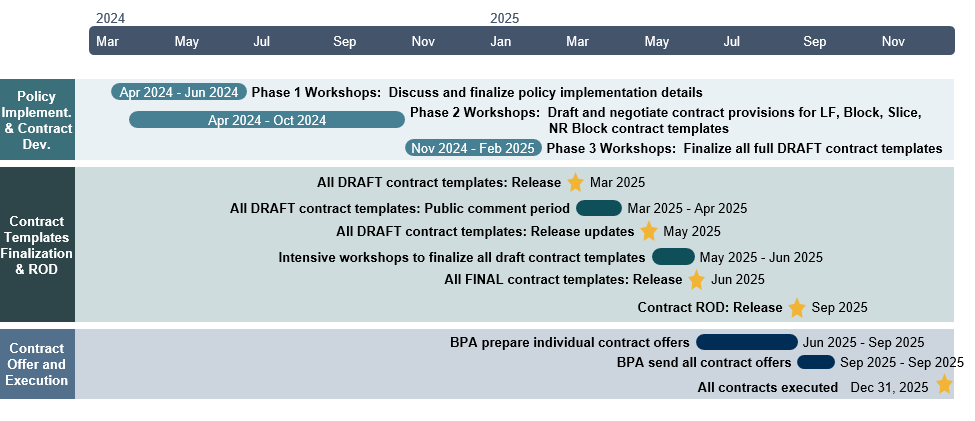 2024
2025
Mar May Jul Sep Nov Jan Mar May Jul Sep Nov
Policy
Implement.
& Contract
Dev.
Apr 2024 - Jun 2024 Phase 1 Workshops: Discuss and finalize policy implementation details
Apr 2024 - Oct 2024 Phase 2 Workshops: Draft and negotiate contract provisions for LF, Block, Slice,
NR Block contract templates
Nov 2024 - Feb 2025 Phase 3 Workshops: Finalize all full DRAFT contract templates
Contract
Templates
Finalization
& ROD
All DRAFT contract templates: Release Mar 2025
All DRAFT contract templates: Public comment period Mar 2025 - Apr 2025
All DRAFT contract templates: Release updates May 2025
Intensive workshops to finalize all draft contract templates May 2025 - Jun 2025
All FINAL contract templates: Release Jun 2025
Contract ROD: Release Sep 2025
Contract
Offer and
Execution
BPA prepare individual contract offers Jun 2025 - Sep 2025
BPA send all contract offers Sep 2025 - Sep 2025
All contracts executed Dec 31, 2025